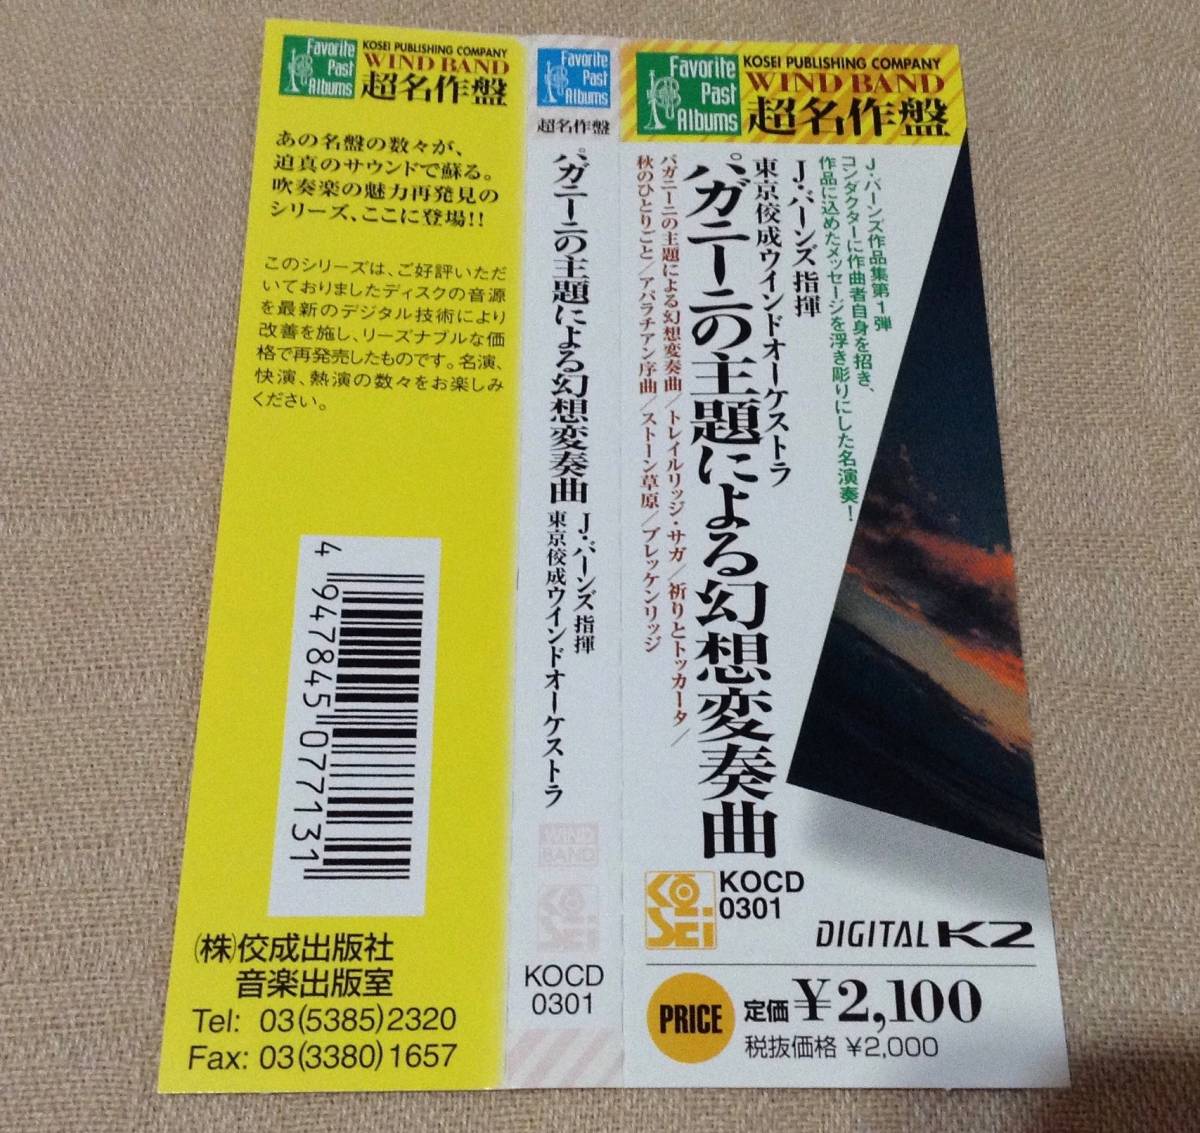 Favorite
Past
Albums
KOSEI PUBLISHING COMPANY
WIND BAND
超名作盤
あの名盤の数々が、
迫真のサウンドで蘇る。
吹奏楽の魅力再発見の
シリーズ、ここに登場!!
このシリーズは、ご好評いただ
いておりましたディスクの音源
を最新のデジタル技術により
改善を施し、リーズナブルな価
格で再発売したものです。名演、
快演、熱演の数々をお楽しみ
ください。
4 947845 077131
(株)佼成出版社
音楽出版室
Tel: 03(5385)2320
Fax: 03(3380)1657
Favorite
Past
Albums
超名作盤
パガニーニの主題による幻想変奏曲
J・バーンズ 指揮
東京佼成ウインドオーケストラ
WIND
BAND
KOSEI
KOCD
0301
Favorite
Past
Albums
KOSEI PUBLISHING COMPANY
WIND BAND
超名作盤
J・バーンズ作品集第1弾
コンダクターに作曲者自身を招き、
作品に込めたメッセージを浮き彫りにした名演奏!
J・バーンズ 指揮
東京佼成ウインドオーケストラ
パガニーニの主題による幻想変奏曲
パガニーニの主題による幻想変奏曲/トレイルリッジ・サガ/祈りとトッカータ/
秋のひとりごと/アパラチアン序曲/ストーン草原/ブレッケンリッジ
KOSEI
KOCD
0301
DIGITAL K2
PRICE
定価 ¥2,100
税抜価格 ¥2,000